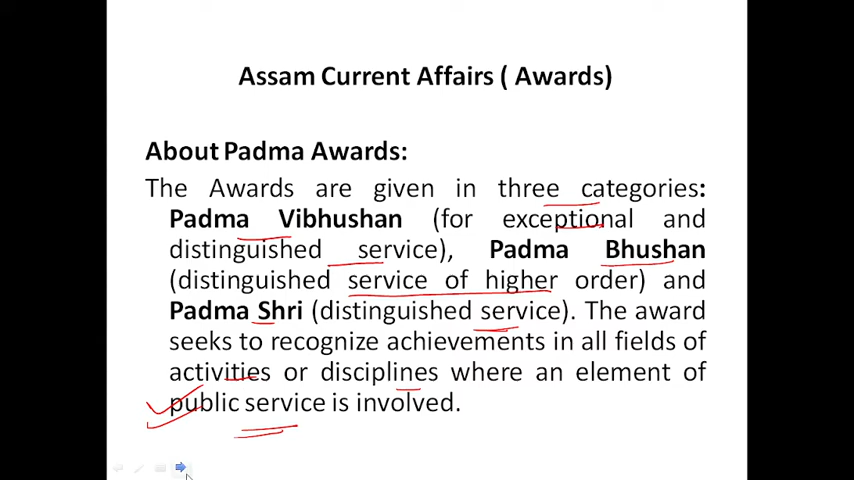 Assam Current Affairs ( Awards)
About Padma Awards:
The Awards are given in three categories:
Padma Vibhushan (for exceptional and
distinguished service), Padma Bhushan
(distinguished service of higher order) and
Padma Shri (distinguished service). The award
seeks to recognize achievements in all fields of
activities or disciplines where an element of
public service is involved.